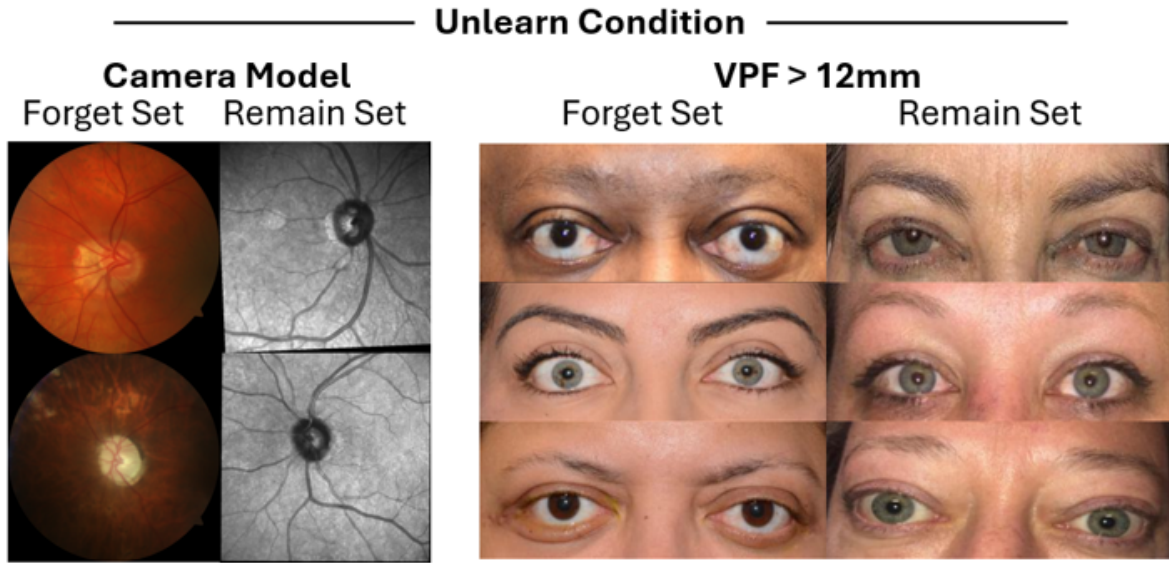 Unlearn Condition
Camera Model
Forget Set Remain Set
VPF > 12mm
Forget Set Remain Set